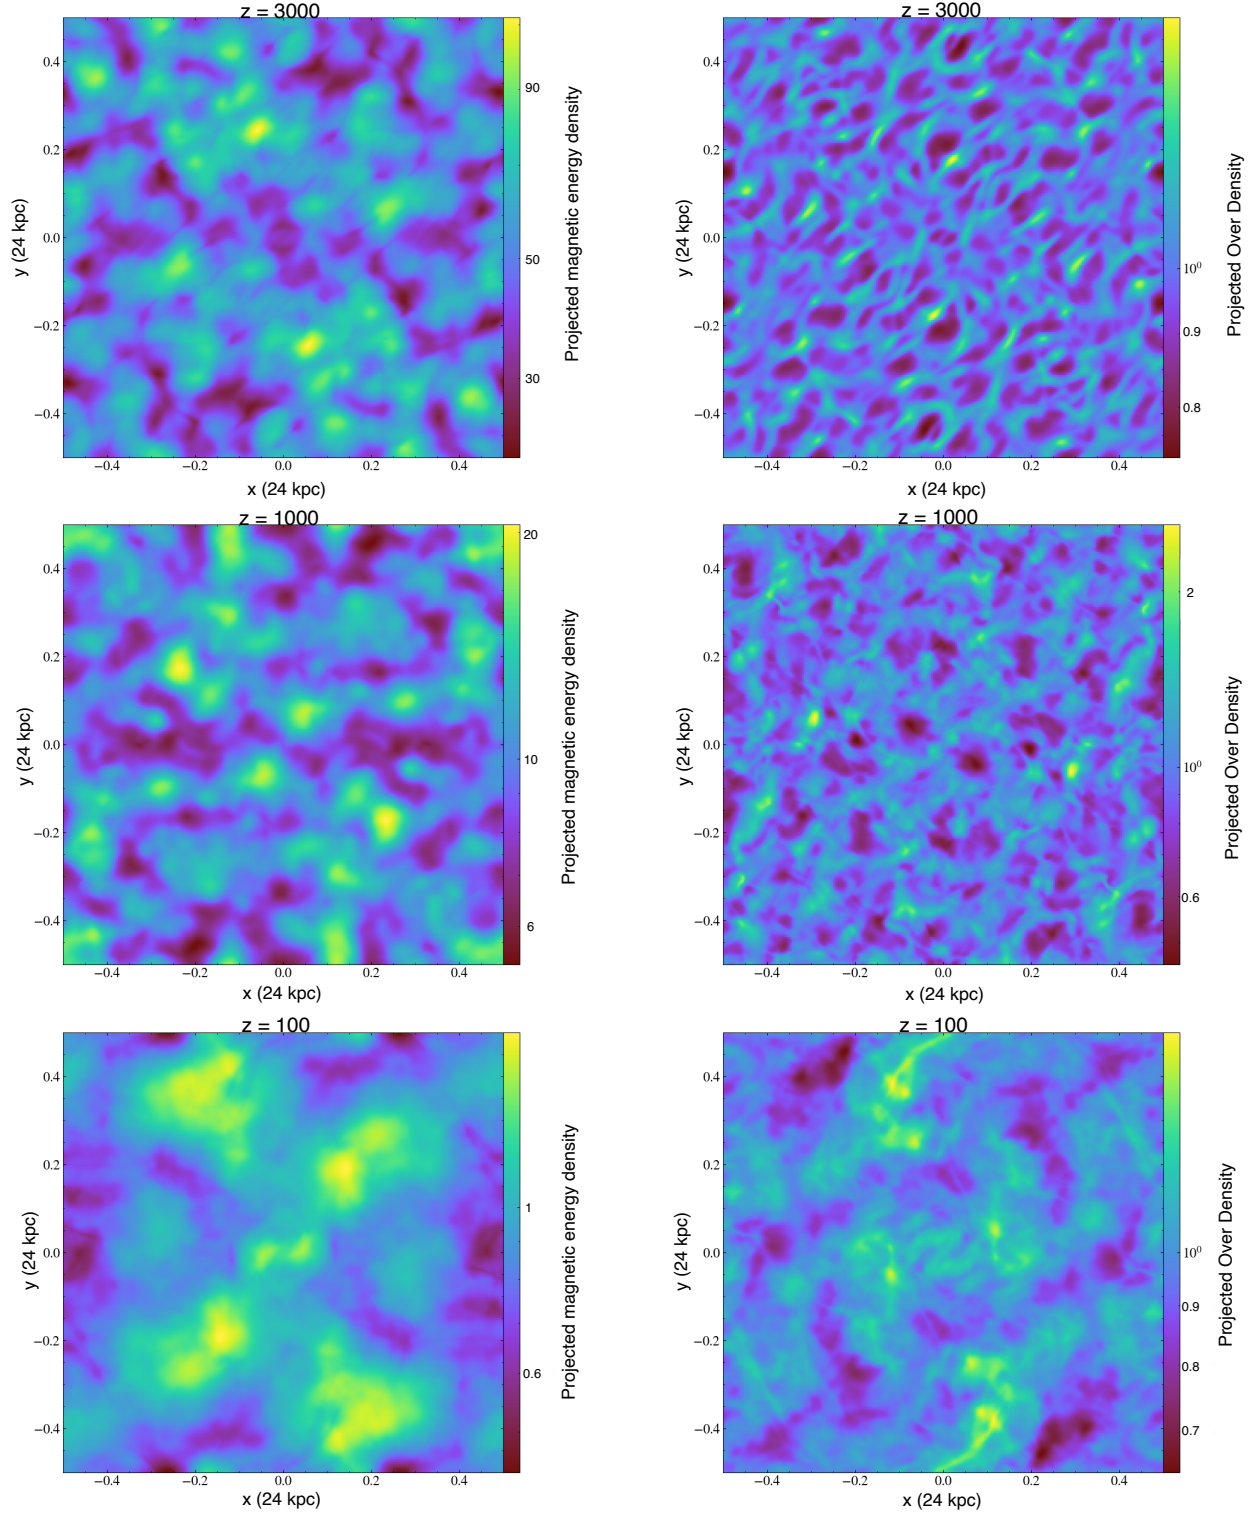 z = 3000
0.4
0.2
0.0
−0.2
−0.4
y (24 kpc)
−0.4 −0.2 0.0 0.2 0.4
x (24 kpc)
90
50
30
Projected magnetic energy density
z = 3000
0.4
0.2
0.0
−0.2
−0.4
y (24 kpc)
−0.4 −0.2 0.0 0.2 0.4
x (24 kpc)
10⁰
0.9
0.8
Projected Over Density
z = 1000
0.4
0.2
0.0
−0.2
−0.4
y (24 kpc)
−0.4 −0.2 0.0 0.2 0.4
x (24 kpc)
20
10
6
Projected magnetic energy density
z = 1000
0.4
0.2
0.0
−0.2
−0.4
y (24 kpc)
−0.4 −0.2 0.0 0.2 0.4
x (24 kpc)
2
10⁰
0.6
Projected Over Density
z = 100
0.4
0.2
0.0
−0.2
−0.4
y (24 kpc)
−0.4 −0.2 0.0 0.2 0.4
x (24 kpc)
1
0.6
Projected magnetic energy density
z = 100
0.4
0.2
0.0
−0.2
−0.4
y (24 kpc)
−0.4 −0.2 0.0 0.2 0.4
x (24 kpc)
10⁰
0.9
0.8
0.7
Projected Over Density